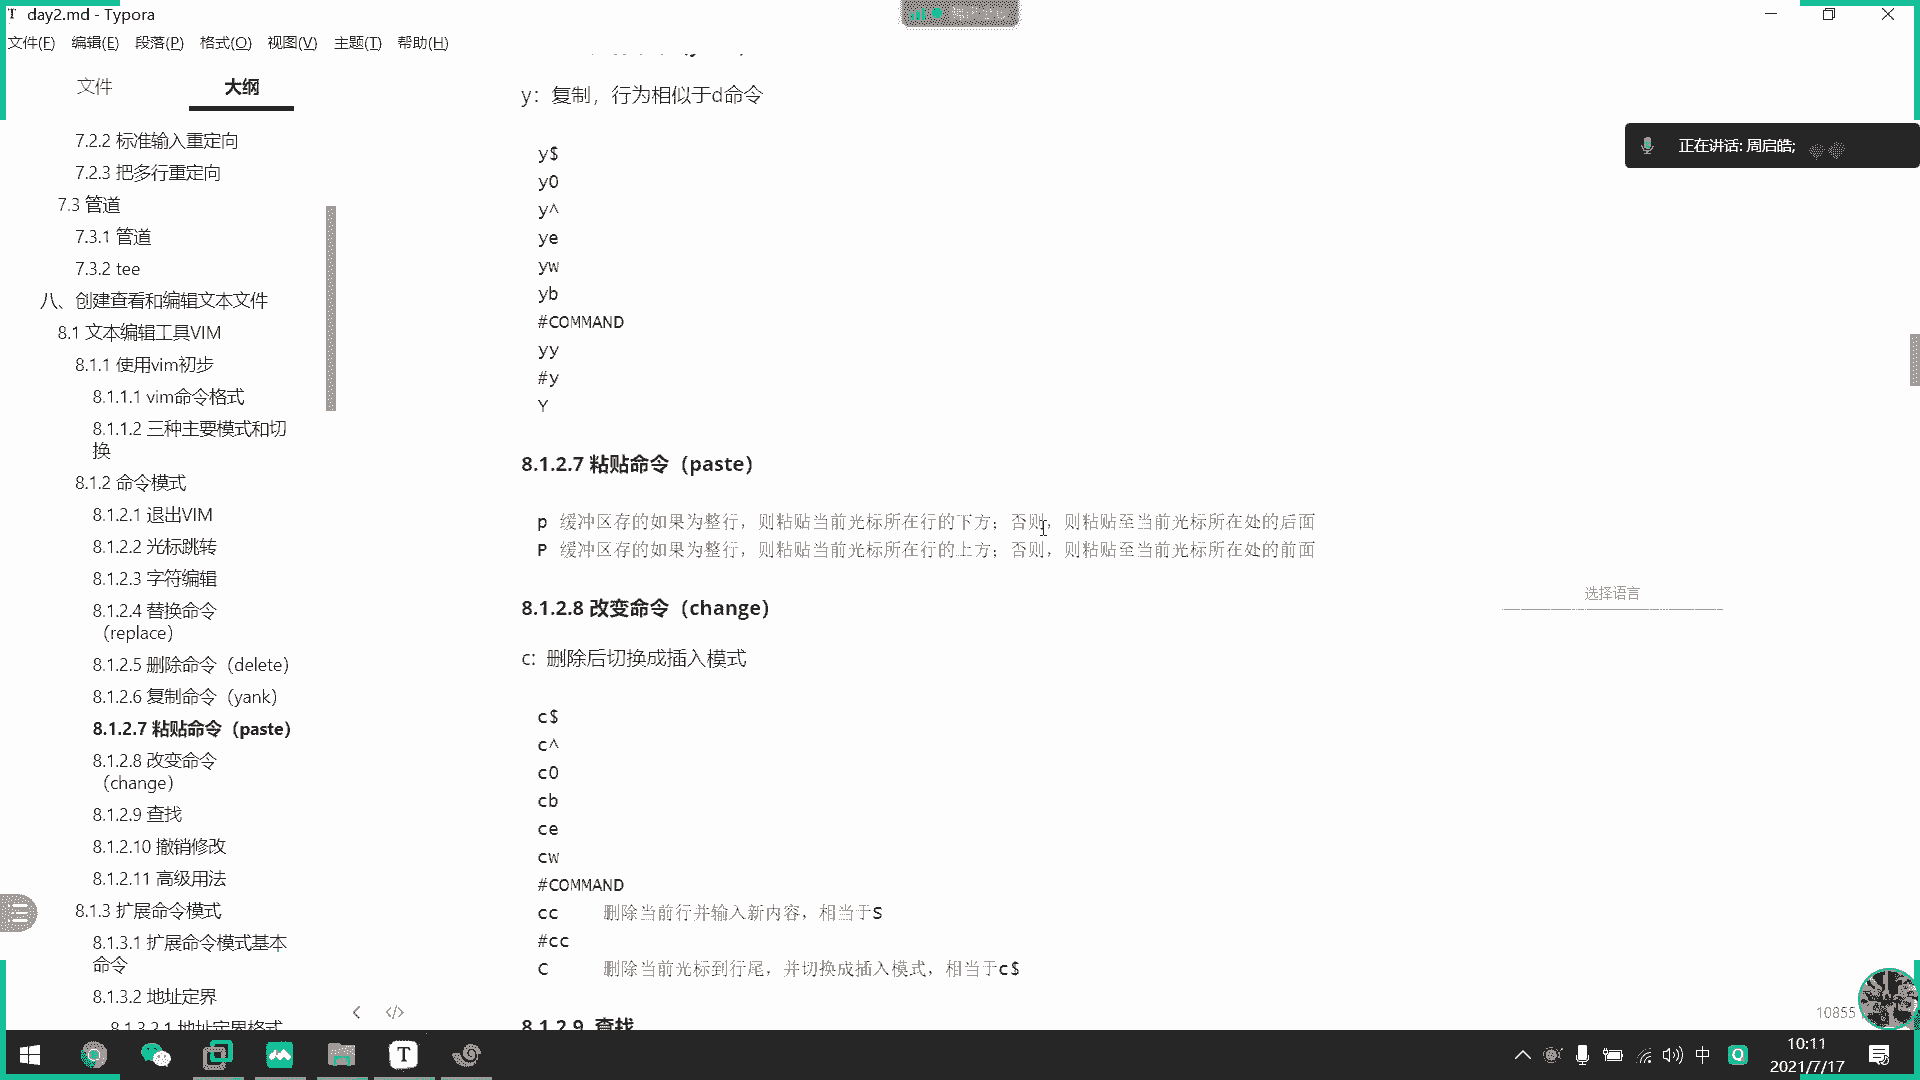 day2.md - Typora
文件(F) 编辑(E) 段落(P) 格式(O) 视图(V) 主题(T) 帮助(H)
文件 大纲
7.2.2 标准输入重定向
7.2.3 把多行重定向
7.3 管道
7.3.1 管道
7.3.2 tee
八、创建查看和编辑文本文件
8.1 文本编辑工具VIM
8.1.1 使用vim初步
8.1.1.1 vim命令格式
8.1.1.2 三种主要模式和切
换
8.1.2 命令模式
8.1.2.1 退出VIM
8.1.2.2 光标跳转
8.1.2.3 字符编辑
8.1.2.4 替换命令
（replace）
8.1.2.5 删除命令（delete）
8.1.2.6 复制命令（yank）
8.1.2.7 粘贴命令（paste）
8.1.2.8 改变命令
（change）
8.1.2.9 查找
8.1.2.10 撤销修改
8.1.2.11 高级用法
8.1.3 扩展命令模式
8.1.3.1 扩展命令模式基本
命令
8.1.3.2 地址定界
8.1.3.2.1 地址定界格式
y：复制，行为相似于d命令
y$
y0
y^
ye
yw
yb
#COMMAND
yy
#y
Y
8.1.2.7 粘贴命令（paste）
p 缓冲区存的如果为整行，则粘贴当前光标所在行的下方；否则，则粘贴至当前光标所在处的后面
P 缓冲区存的如果为整行，则粘贴当前光标所在行的上方；否则，则粘贴至当前光标所在处的前面
8.1.2.8 改变命令（change）
c: 删除后切换成插入模式
c$
c^
c0
cb
ce
cw
#COMMAND
cc 删除当前行并输入新内容，相当于S
#cc
C 删除当前光标到行尾，并切换成插入模式，相当于c$
8.1.2.9 查找
正在讲话: 周启皓;
选择语言
10855
中
10:11
2021/7/17